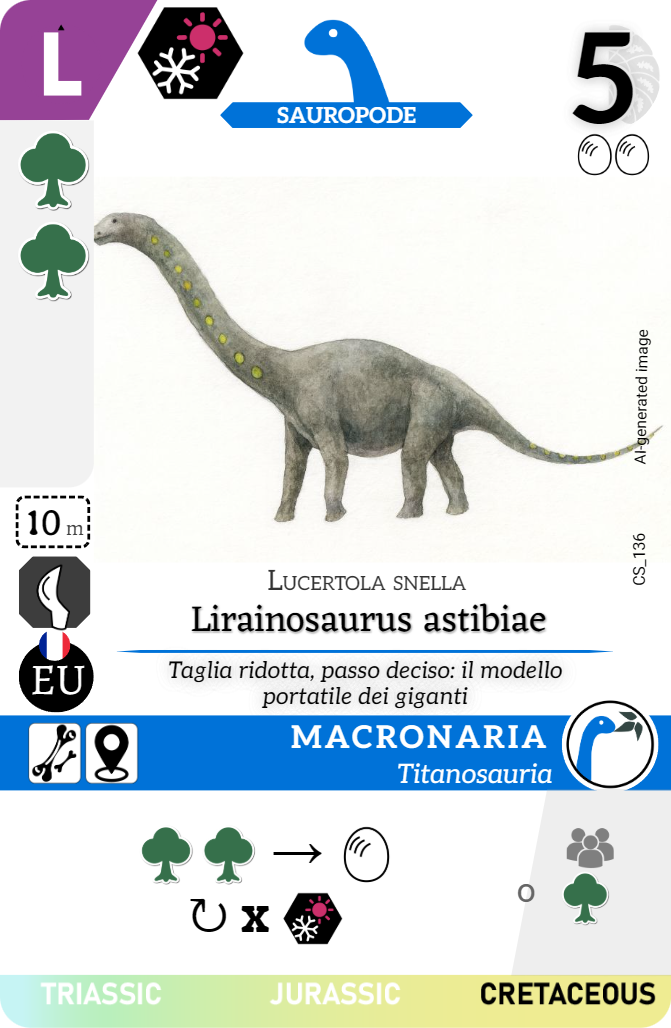 L
SAUROPODE
5
AI-generated image
CS_136
10 m
EU
Lucertola snella
Lirainosaurus astibiae
Taglia ridotta, passo deciso: il modello
portatile dei giganti
MACRONARIA
Titanosauria
→
↻ x
o
TRIASSIC JURASSIC CRETACEOUS